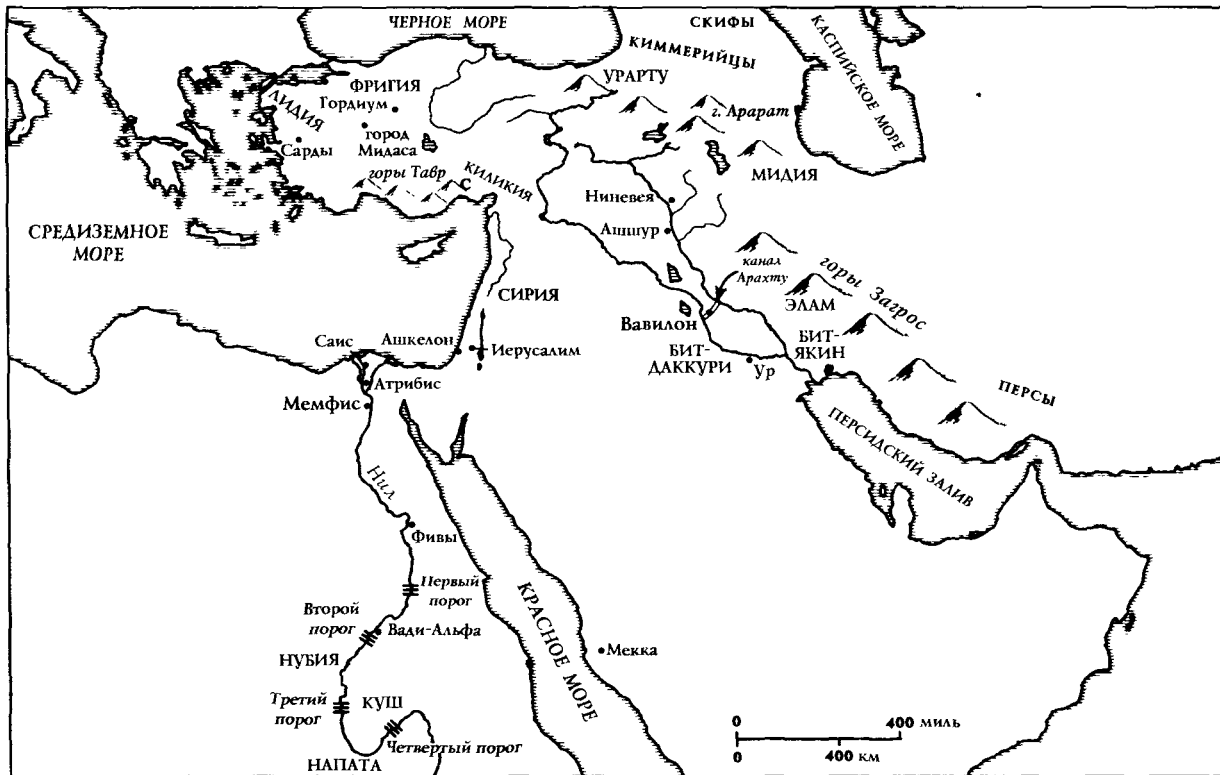 ЧЕРНОЕ МОРЕ
СКИФЫ
КИММЕРИЙЦЫ
КАСПИЙСКОЕ МОРЕ
УРАРТУ
г. Арарат
МИДИЯ
ФРИГИЯ
Гордиум
ЛИДИЯ
город
Мидаса
Сарды
горы Тавр
С
КИЛИКИЯ
Ниневея
Ашшур
СРЕДИЗЕМНОЕ
МОРЕ
СИРИЯ
канал
Арахту
горы Загрос
ЭЛАМ
Вавилон
БИТ-
ДАККУРИ
Ур
БИТ-
ЯКИН
ПЕРСЫ
ПЕРСИДСКИЙ ЗАЛИВ
Саис
Ашкелон
Иерусалим
Атрибис
Мемфис
Нил
Фивы
Первый
порог
Второй
порог
Вади-Альфа
НУБИЯ
КРАСНОЕ МОРЕ
Мекка
Третий
порог
КУШ
Четвертый порог
НАПАТА
0 400 миль
0 400 км